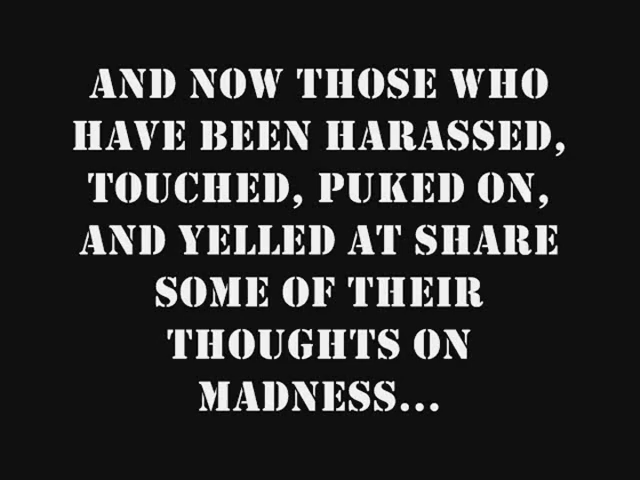 AND NOW THOSE WHO
HAVE BEEN HARASSED,
TOUCHED, PUKED ON,
AND YELLED AT SHARE
SOME OF THEIR
THOUGHTS ON
MADNESS...